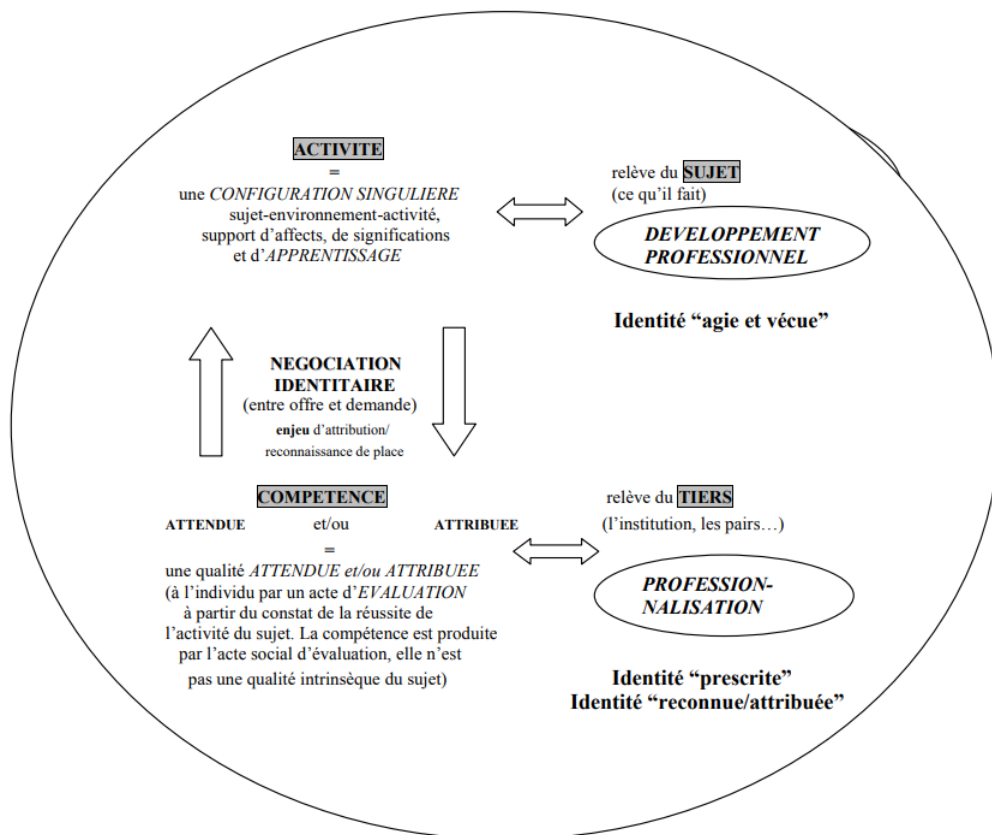 ACTIVITE
=
une CONFIGURATION SINGULIERE
sujet-environnement-activité,
support d’affects, de significations
et d’APPRENTISSAGE
relève du SUJET
(ce qu’il fait)
DEVELOPPEMENT
PROFESSIONNEL
Identité “agie et vécue”
NEGOCIATION
IDENTITAIRE
(entre offre et demande)
enjeu d’attribution/
reconnaissance de place
COMPETENCE
ATTENDUE et/ou ATTRIBUEE
=
une qualité ATTENDUE et/ou ATTRIBUEE
(à l’individu par un acte d’EVALUATION
à partir du constat de la réussite de
l’activité du sujet. La compétence est produite
par l’acte social d’évaluation, elle n’est
pas une qualité intrinsèque du sujet)
relève du TIERS
(l’institution, les pairs…)
PROFESSION-
NALISATION
Identité “prescrite”
Identité “reconnue/attribuée”